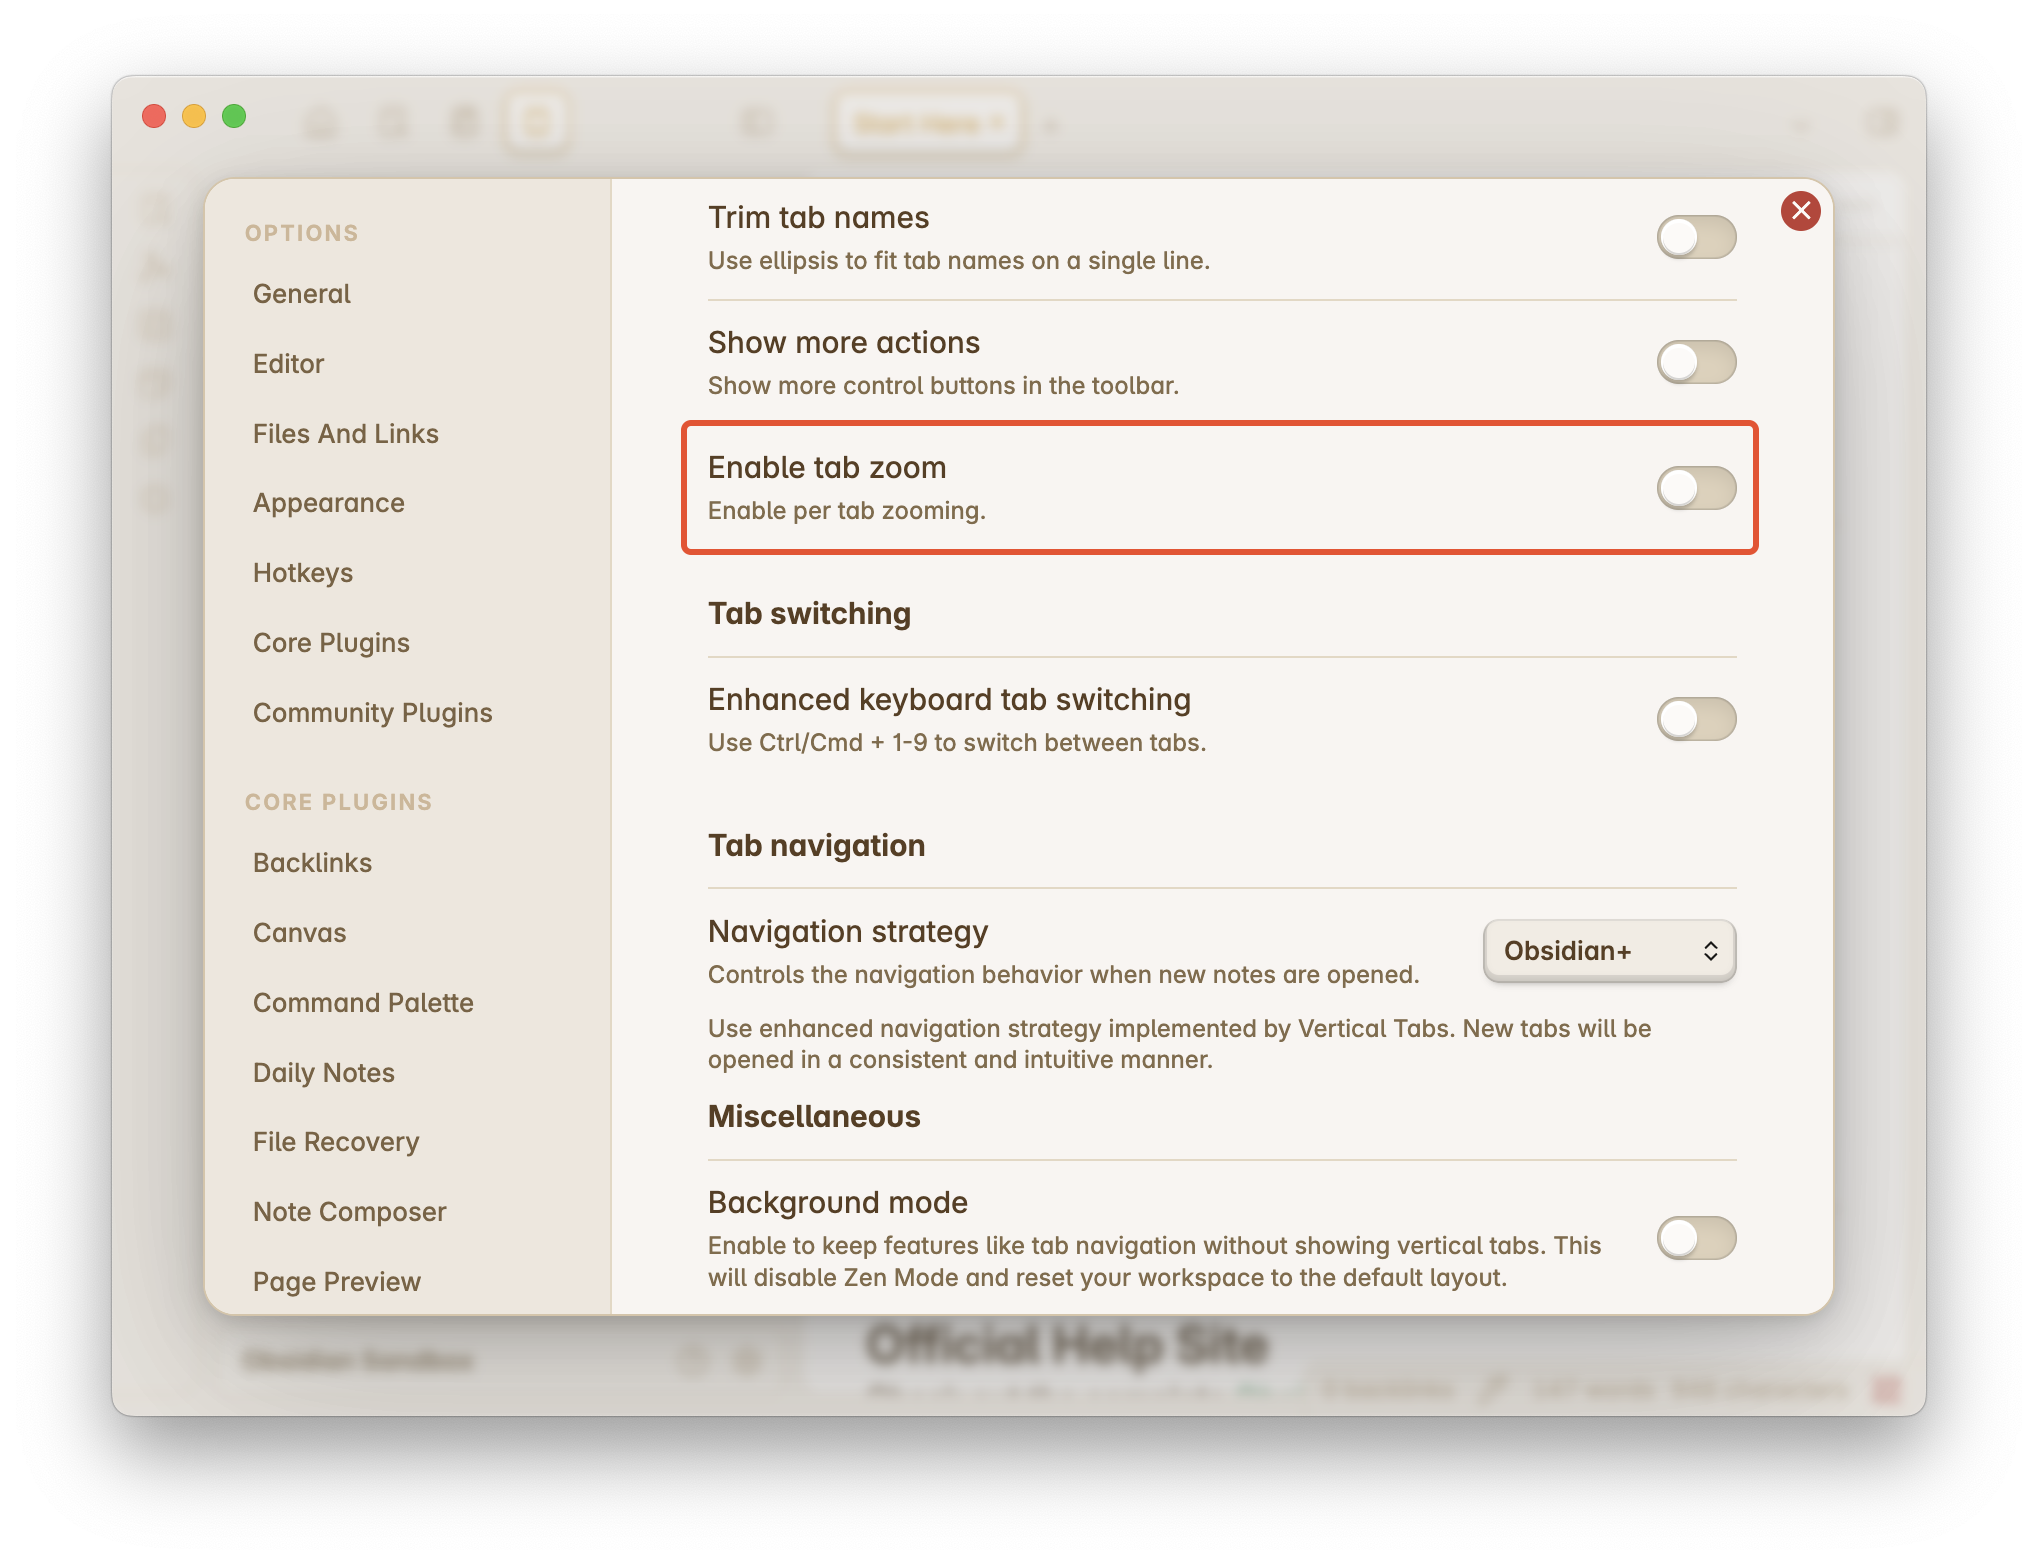 Start Here
OPTIONS
General
Editor
Files And Links
Appearance
Hotkeys
Core Plugins
Community Plugins
CORE PLUGINS
Backlinks
Canvas
Command Palette
Daily Notes
File Recovery
Note Composer
Page Preview
Trim tab names
Use ellipsis to fit tab names on a single line.
Show more actions
Show more control buttons in the toolbar.
Enable tab zoom
Enable per tab zooming.
Tab switching
Enhanced keyboard tab switching
Use Ctrl/Cmd + 1-9 to switch between tabs.
Tab navigation
Navigation strategy
Controls the navigation behavior when new notes are opened.
Obsidian+
Use enhanced navigation strategy implemented by Vertical Tabs. New tabs will be
opened in a consistent and intuitive manner.
Miscellaneous
Background mode
Enable to keep features like tab navigation without showing vertical tabs. This
will disable Zen Mode and reset your workspace to the default layout.
Obsidian Sandbox
Official Help Site